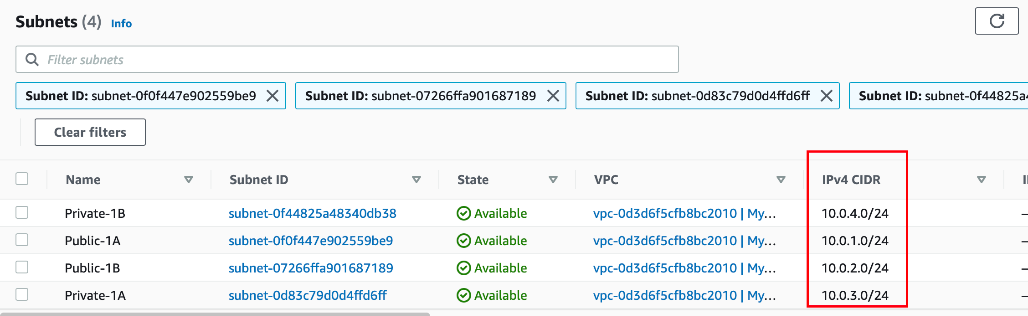 Subnets (4) Info
Filter subnets
Subnet ID: subnet-0f0f447e902559be9 Subnet ID: subnet-07266ffa901687189 Subnet ID: subnet-0d83c79d0d4ffd6ff Subnet ID: subnet-0f44825a4
Clear filters
Name Subnet ID State VPC IPv4 CIDR
Private-1B subnet-0f44825a48340db38 Available vpc-0d3d6f5cfb8bc2010 | My... 10.0.4.0/24 –
Public-1A subnet-0f0f447e902559be9 Available vpc-0d3d6f5cfb8bc2010 | My... 10.0.1.0/24 –
Public-1B subnet-07266ffa901687189 Available vpc-0d3d6f5cfb8bc2010 | My... 10.0.2.0/24 –
Private-1A subnet-0d83c79d0d4ffd6ff Available vpc-0d3d6f5cfb8bc2010 | My... 10.0.3.0/24 –